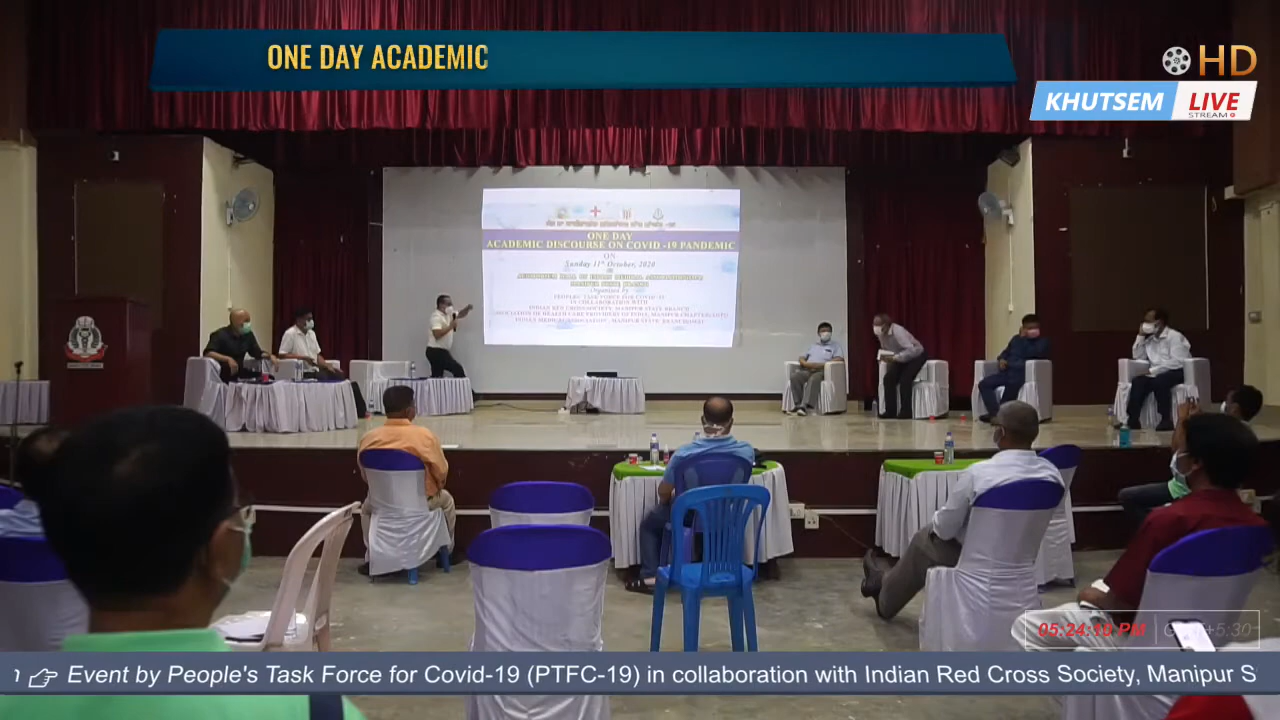 ONE DAY ACADEMIC
HD
KHUTSEM LIVE
STREAM
ONE DAY
ACADEMIC DISCOURSE ON COVID -19 PANDEMIC
ON
Sunday 11th October, 2020
Organised by
PEOPLES' TASK FORCE FOR COVID-19
IN COLLABORATION WITH
INDIAN RED CROSS SOCIETY, MANIPUR STATE BRANCH
05:24:10 PM
Event by People's Task Force for Covid-19 (PTFC-19) in collaboration with Indian Red Cross Society, Manipur S